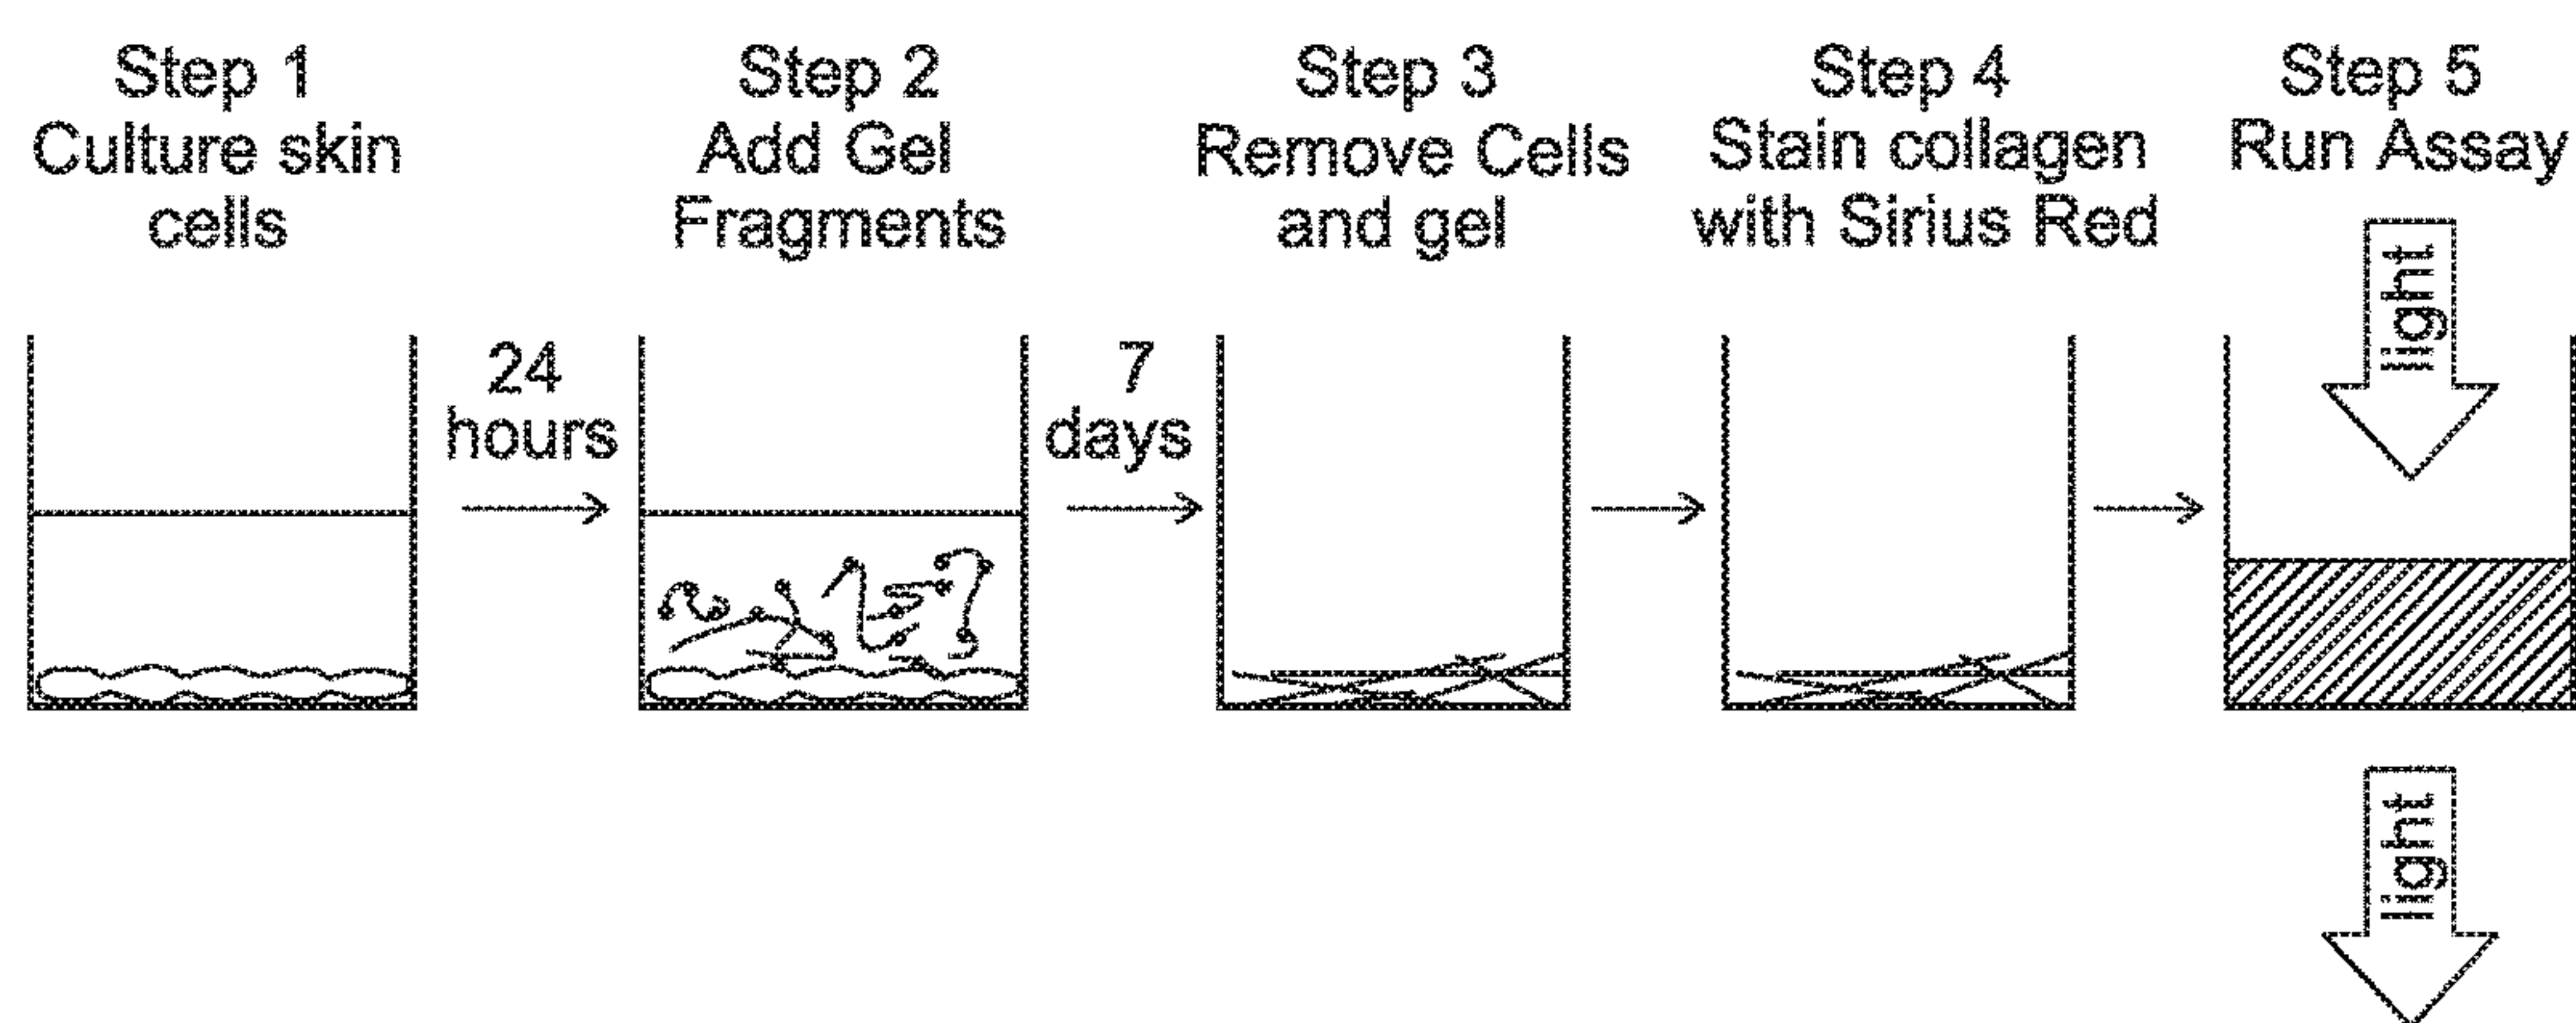 Step 1
Culture skin
cells
24
hours
Step 2
Add Gel
Fragments
7
days
Step 3
Remove Cells
and gel
Step 4
Stain collagen
with Sirius Red
Step 5
Run Assay
light
light